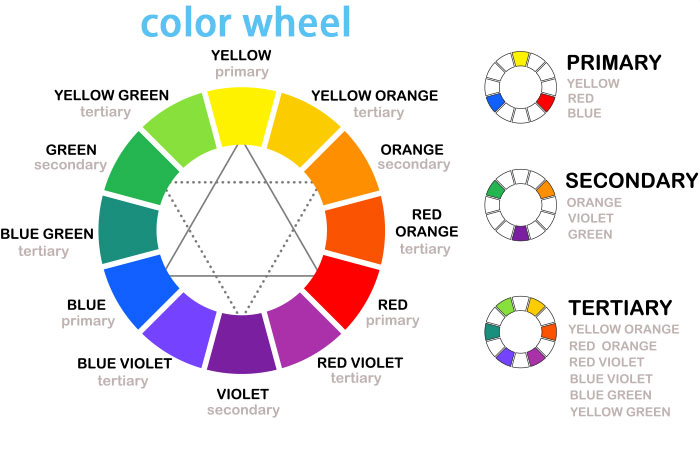 color wheel
YELLOW
primary
YELLOW GREEN
tertiary
YELLOW ORANGE
tertiary
GREEN
secondary
ORANGE
secondary
BLUE GREEN
tertiary
RED
ORANGE
tertiary
BLUE
primary
RED
primary
BLUE VIOLET
tertiary
RED VIOLET
tertiary
VIOLET
secondary
PRIMARY
YELLOW
RED
BLUE
SECONDARY
ORANGE
VIOLET
GREEN
TERTIARY
YELLOW ORANGE
RED ORANGE
RED VIOLET
BLUE VIOLET
BLUE GREEN
YELLOW GREEN